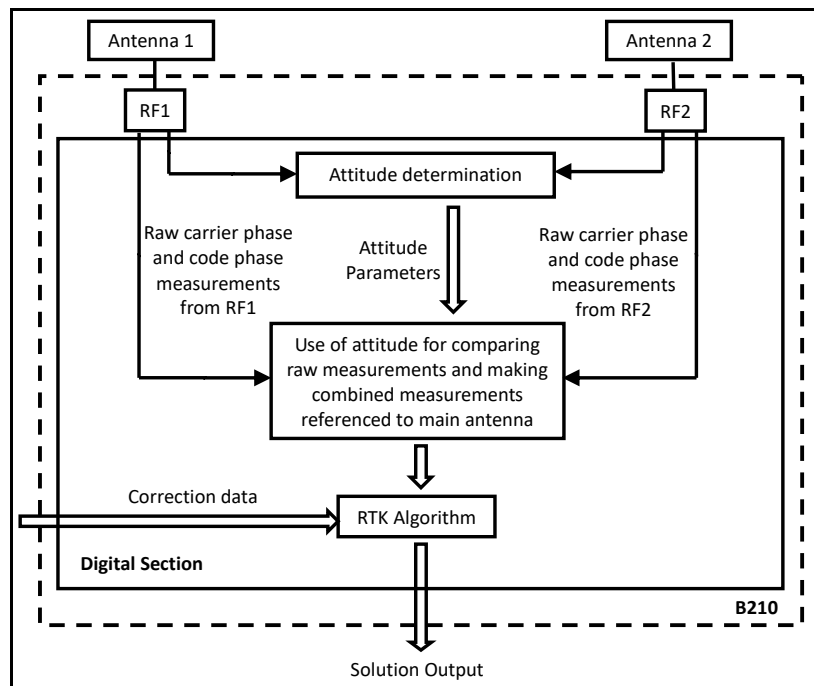 Antenna 1
Antenna 2
RF1
RF2
Attitude determination
Raw carrier phase
and code phase
measurements
from RF1
Attitude
Parameters
Raw carrier phase
and code phase
measurements
from RF2
Use of attitude for comparing
raw measurements and making
combined measurements
referenced to main antenna
Correction data
RTK Algorithm
Digital Section
B210
Solution Output